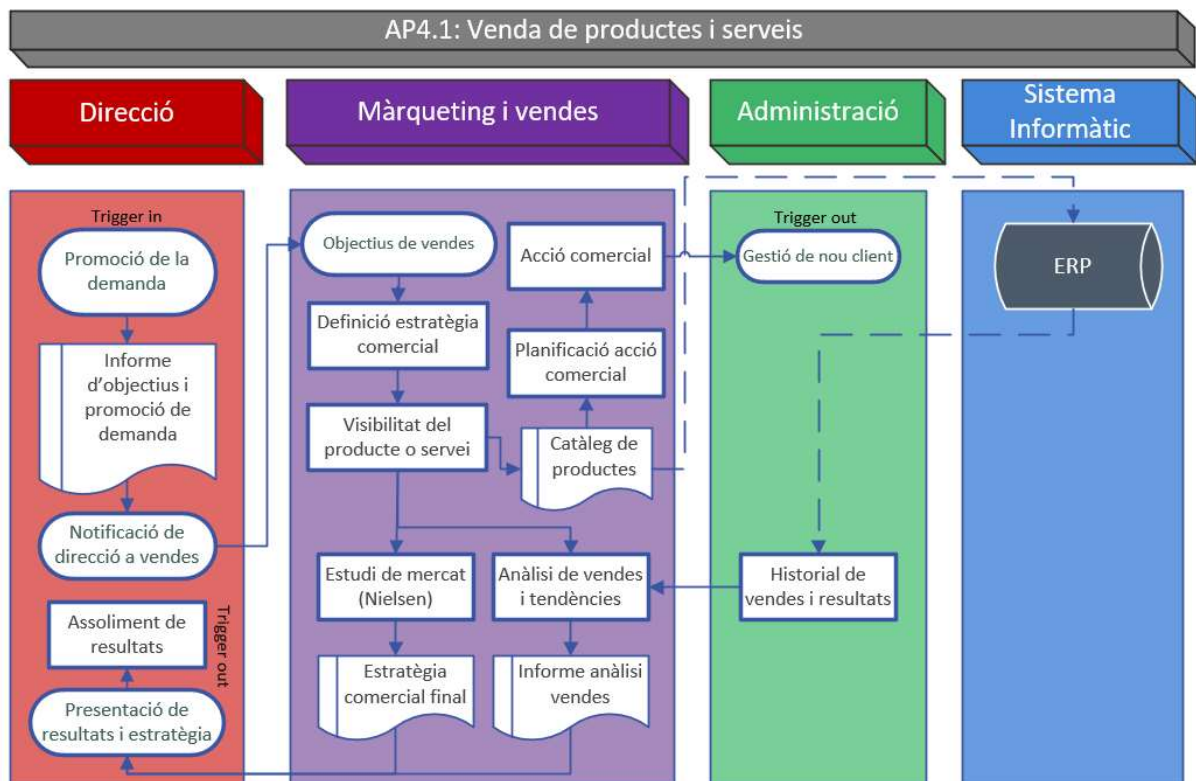 AP4.1: Venda de productes i serveis
Direcció
Màrqueting i vendes
Administració
Sistema
Informàtic
Trigger in
Promoció de la
demanda
Informe
d'objectius i
promoció de
demanda
Notificació de
direcció a vendes
Assoliment de
resultats
Trigger out
Presentació de
resultats i estratègia
Objectius de vendes
Definició estratègia
comercial
Visibilitat del
producte o servei
Estudi de mercat
(Nielsen)
Estratègia
comercial final
Acció comercial
Planificació acció
comercial
Catàleg de
productes
Anàlisi de vendes
i tendències
Informe anàlisi
vendes
Trigger out
Gestió de nou client
Historial de
vendes i resultats
ERP